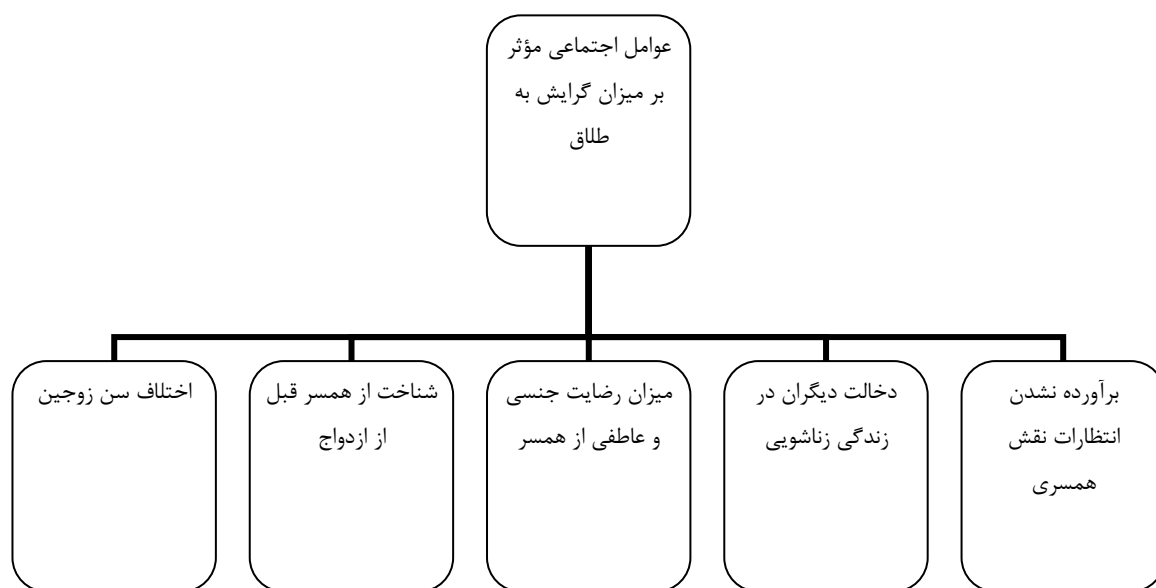 عوامل اجتماعی مؤثر
بر میزان گرایش به
طلاق
برآورده نشدن
انتظارات نقش
همسری
دخالت دیگران در
زندگی زناشویی
میزان رضایت جنسی
و عاطفی از همسر
شناخت از همسر قبل
از ازدواج
اختلاف سن زوجین